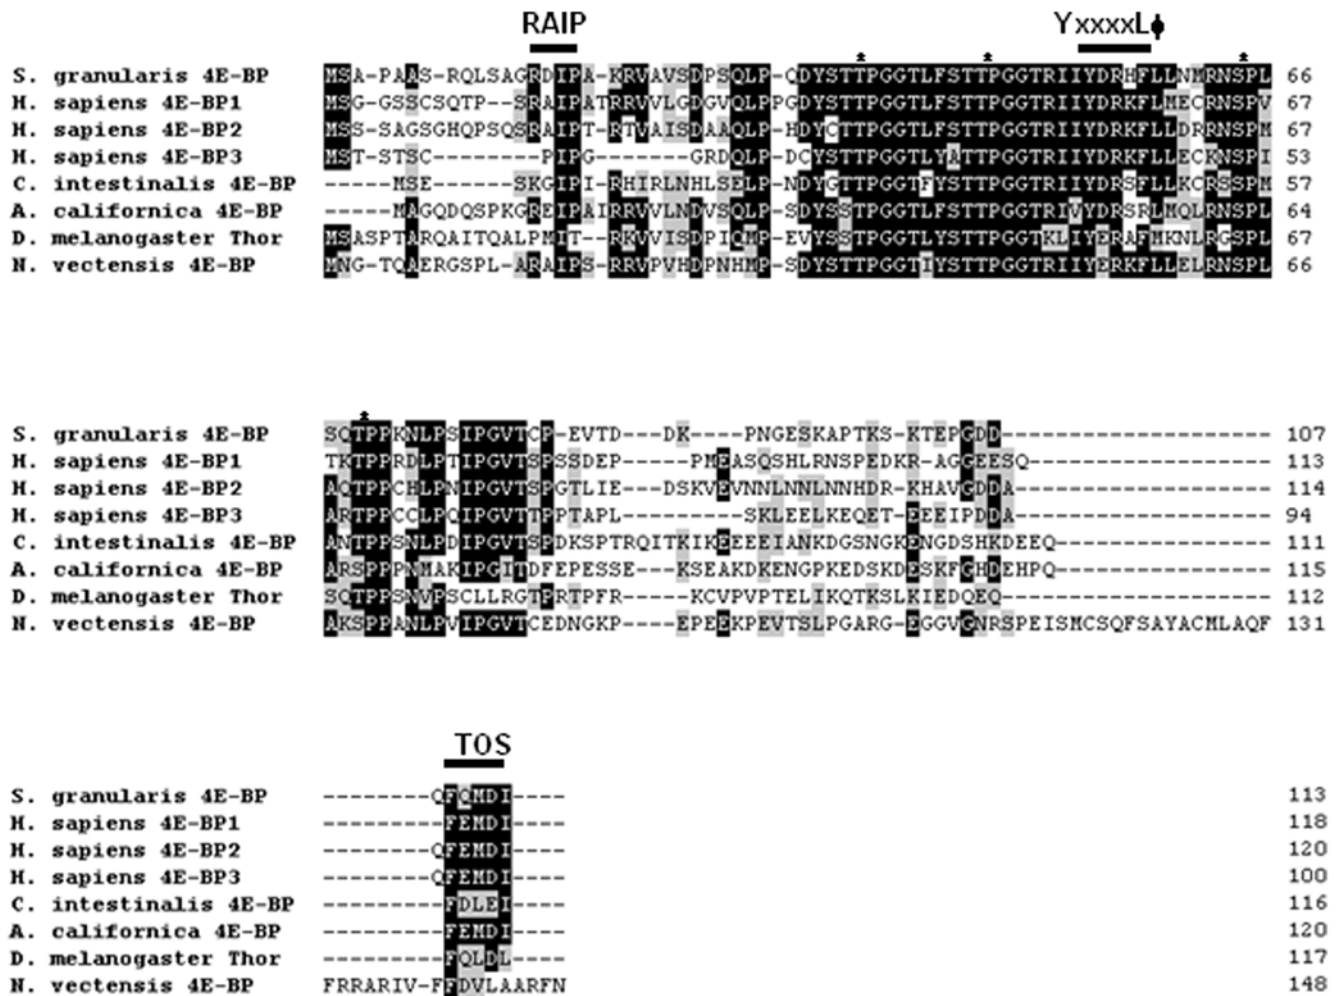 RAIP YxxxxLϕ
* * *
S. granularis 4E-BP MSA-PAAS-RQLSAGRDIPA-KRVAVSDPSQLP-QDYSTTPGGTLFSTTPGGTRIIYDRHFLLNMRNSPL 66
H. sapiens 4E-BP1 MSG-GSSCSQTP--SRAIPATRRVVLGDGVQLPPGDYSTTPGGTLFSTTPGGTRIIYDRKFLMECRNSPV 67
H. sapiens 4E-BP2 MSS-SAGSGHQPSQSRAIPT-RTVAISDAAQLP-HDYCTTPGGTLFSTTPGGTRIIYDRKFLLDRRNSPM 67
H. sapiens 4E-BP3 MST-STSC--------PIPG-------GRDQLP-DCYSTTPGGTLYATTPGGTRIIYDRKFLLECKNSPI 53
C. intestinalis 4E-BP -----MSE------SKGIPI-RHIRLNHLSELP-NDYGTTPGGTFYSTTPGGTRIIYDRSFLLKCRSSPM 57
A. californica 4E-BP -----MAGQDQSPKGREIPAIRRVVLNDVSQLP-SDYSSTPGGTLFSTTPGGTRIVYDRSRLMQLRNSPL 64
D. melanogaster Thor MSASPTARQAITQALPMIT--RKVVISDPIQMP-EVYSSTPGGTLYSTTPGGTKLIYERAFMKNLRGSPL 67
N. vectensis 4E-BP MNG-TQAERGSPL-ARAIPS-RRVPVHDPNHMP-SDYSTTPGGTIYSTTPGGTRIIYERKFLLELRNSPL 66
*
S. granularis 4E-BP SQTPPKNLPSIPGVTCP-EVTD---DK----PNGESKAPTKS-KTEPGDD-------------------- 107
H. sapiens 4E-BP1 TKTPPRDLPTIPGVTSPSSDEP-----PMEASQSHLRNSPEDKR-AGGEESQ------------------ 113
H. sapiens 4E-BP2 AQTPPCHLPNIPGVTSPGTLIE---DSKVEVNNLNNLNNHDR-KHAVGDDA------------------- 114
H. sapiens 4E-BP3 ARTPPCCLPQIPGVTTPPTAPL---------SKLEELKEQET-EEEIPDDA------------------- 94
C. intestinalis 4E-BP ANTPPSNLPDIPGVTSPDKSPTRQITKIKEEEEIANKDGSNGKENGDSHKDEEQ---------------- 111
A. californica 4E-BP ARSPPPNMAKIPGITDFEPESSE---KSEAKDKENGPKEDSKDESKFGHDEHPQ---------------- 115
D. melanogaster Thor SQTPPSNVPSCLLRGTPRTPFR-----KCVPVPTELIKQTKSLKIEDQEQ-------------------- 112
N. vectensis 4E-BP AKSPPANLPVIPGVTCEDNGKP----EPEEKPEVTSLPGARG-EGGVGNRSPEISMCSQFSAYACMLAQF 131
TOS
S. granularis 4E-BP --------QFQMDI---- 113
H. sapiens 4E-BP1 ---------FEMDI---- 118
H. sapiens 4E-BP2 --------QFEMDI---- 120
H. sapiens 4E-BP3 --------QFEMDI---- 100
C. intestinalis 4E-BP ---------FDLEI---- 116
A. californica 4E-BP ---------FEMDI---- 120
D. melanogaster Thor ---------FQLDL---- 117
N. vectensis 4E-BP FRRARIV-FFDVLAARFN 148